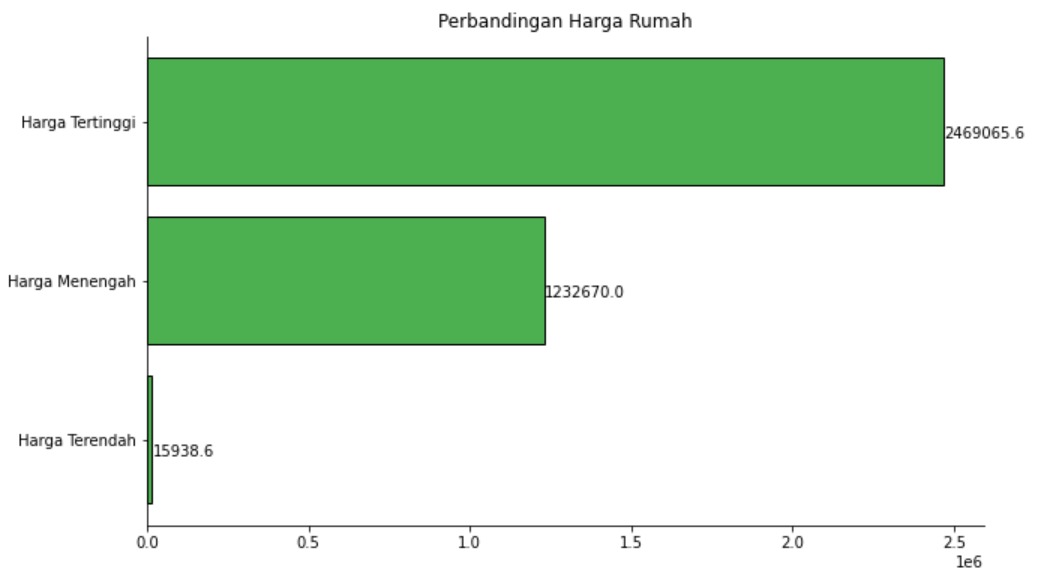 Perbandingan Harga Rumah
Harga Tertinggi
2469065.6
Harga Menengah
1232670.0
Harga Terendah
15938.6
0.0 0.5 1.0 1.5 2.0 2.5
1e6